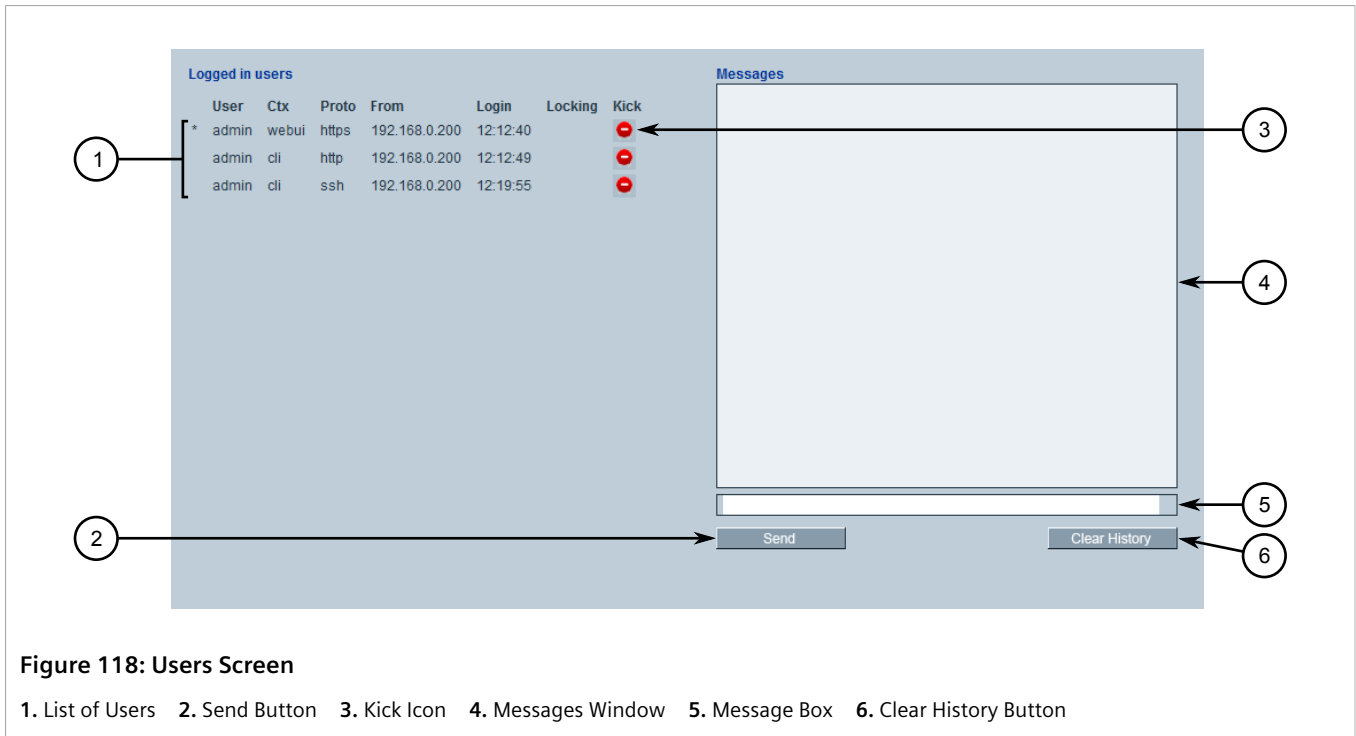 Logged in users
User Ctx Proto From Login Locking Kick
* admin webui https 192.168.0.200 12:12:40
admin cli http 192.168.0.200 12:12:49
admin cli ssh 192.168.0.200 12:19:55
Messages
Send
Clear History
1
2
3
4
5
6
Figure 118: Users Screen
1. List of Users 2. Send Button 3. Kick Icon 4. Messages Window 5. Message Box 6. Clear History Button